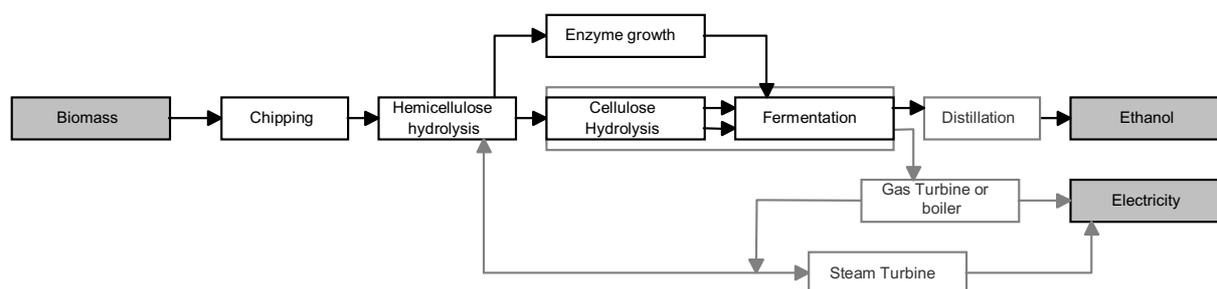 Enzyme growth
Biomass
Chipping
Hemicellulose
hydrolysis
Cellulose
Hydrolysis
Fermentation
Distillation
Ethanol
Gas Turbine or
boiler
Electricity
Steam Turbine